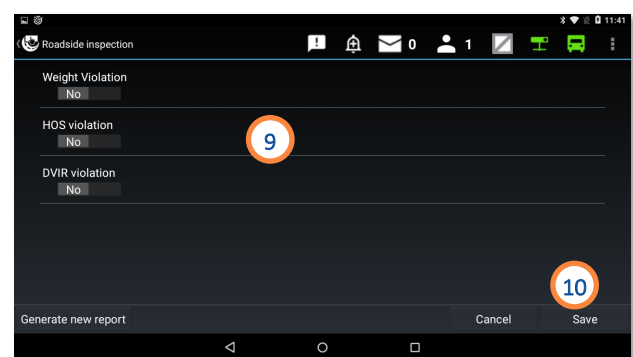 11:41
Roadside inspection
0
1
Weight Violation
No
HOS violation
No
9
DVIR violation
No
10
Generate new report
Cancel
Save